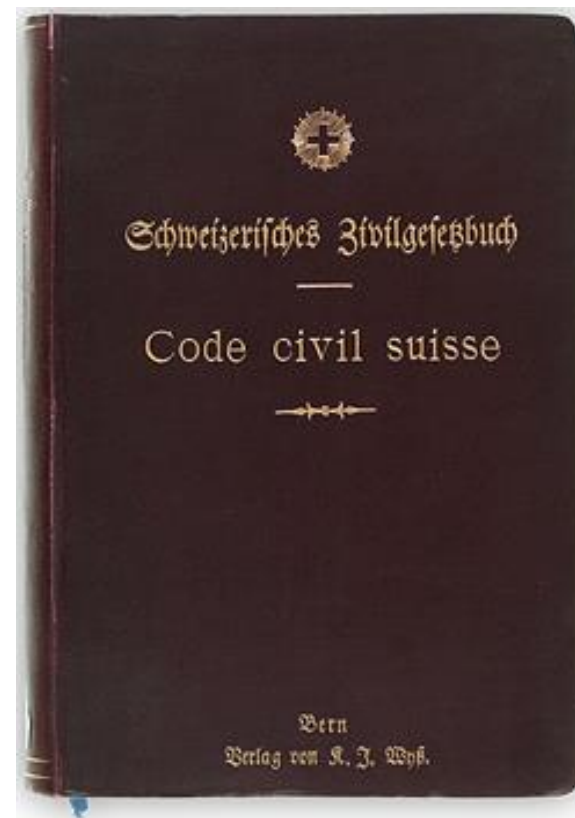 Schweizerisches Zivilgesetzbuch
Code civil suisse
Bern
Verlag von K. J. Wyß.